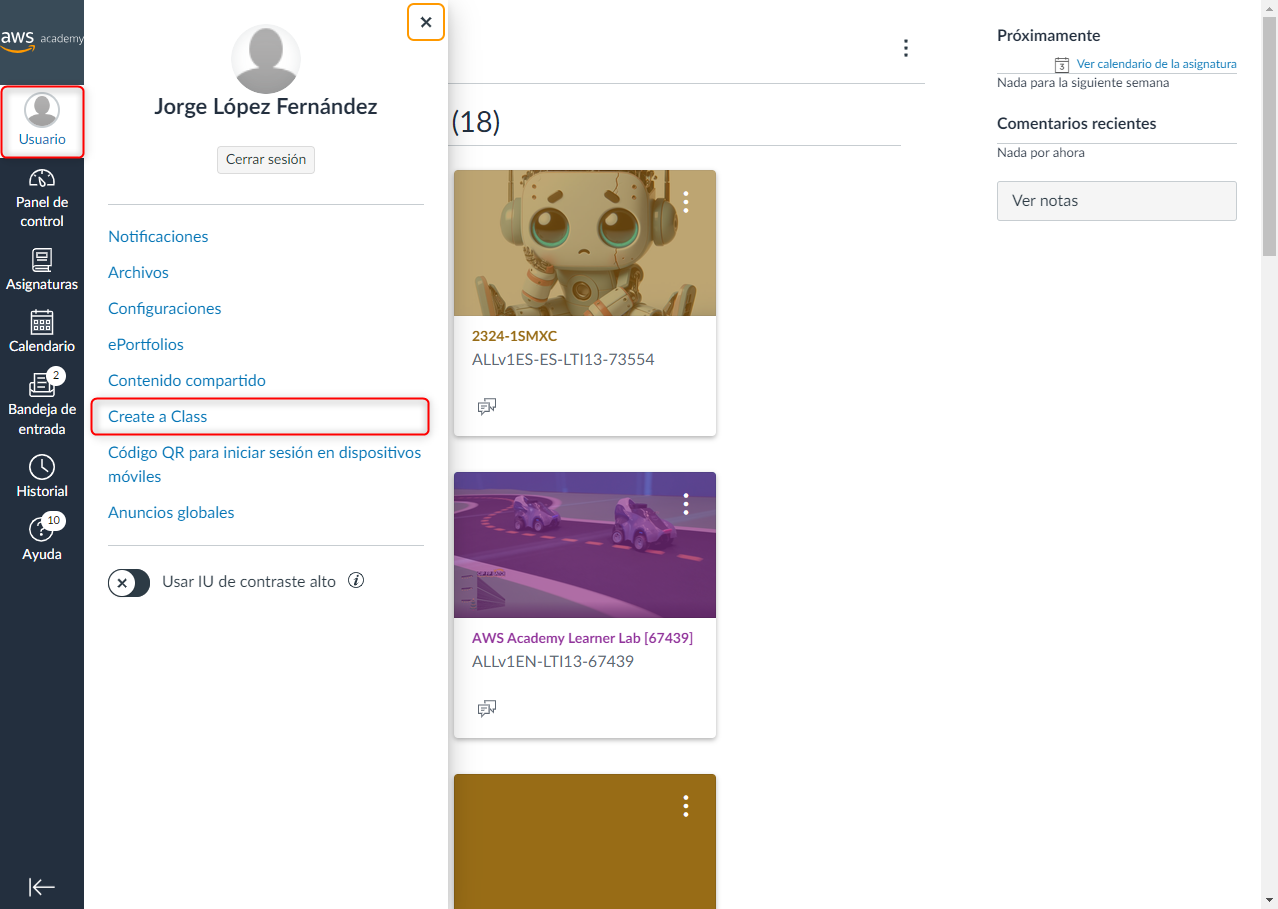 aws academy
Usuario
Panel de
control
Asignaturas
Calendario
2
Bandeja de
entrada
Historial
10
Ayuda
Jorge López Fernández
Cerrar sesión
Notificaciones
Archivos
Configuraciones
ePortfolios
Contenido compartido
Create a Class
Código QR para iniciar sesión en dispositivos
móviles
Anuncios globales
Usar IU de contraste alto
(18)
2324-1SMXC
ALLv1ES-ES-LTI13-73554
AWS Academy Learner Lab [67439]
ALLv1EN-LTI13-67439
Próximamente
3 Ver calendario de la asignatura
Nada para la siguiente semana
Comentarios recientes
Nada por ahora
Ver notas